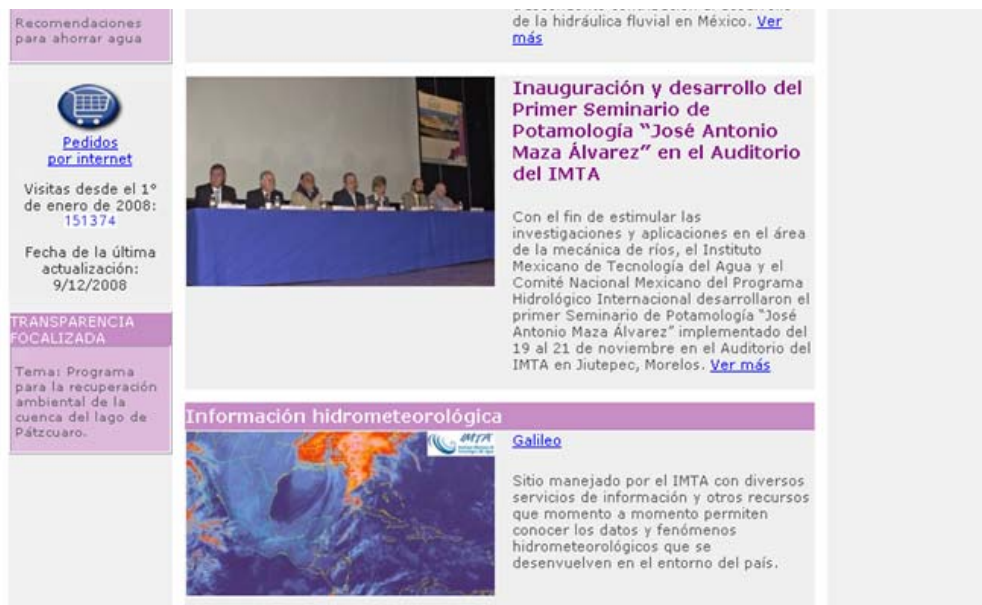 Recomendaciones
para ahorrar agua
Pedidos
por internet
Visitas desde el 1°
de enero de 2008:
151374
Fecha de la última
actualización:
9/12/2008
TRANSPARENCIA
FOCALIZADA
Tema: Programa
para la recuperación
ambiental de la
cuenca del lago de
Pátzcuaro.
de la hidráulica fluvial en México. Ver
más
Inauguración y desarrollo del
Primer Seminario de
Potamología “José Antonio
Maza Álvarez” en el Auditorio
del IMTA
Con el fin de estimular las
investigaciones y aplicaciones en el área
de la mecánica de ríos, el Instituto
Mexicano de Tecnología del Agua y el
Comité Nacional Mexicano del Programa
Hidrológico Internacional desarrollaron el
primer Seminario de Potamología “José
Antonio Maza Álvarez” implementado del
19 al 21 de noviembre en el Auditorio del
IMTA en Jiutepec, Morelos. Ver más
Información hidrometeorológica
IMTA
Galileo
Sitio manejado por el IMTA con diversos
servicios de información y otros recursos
que momento a momento permiten
conocer los datos y fenómenos
hidrometeorológicos que se
desenvuelven en el entorno del país.